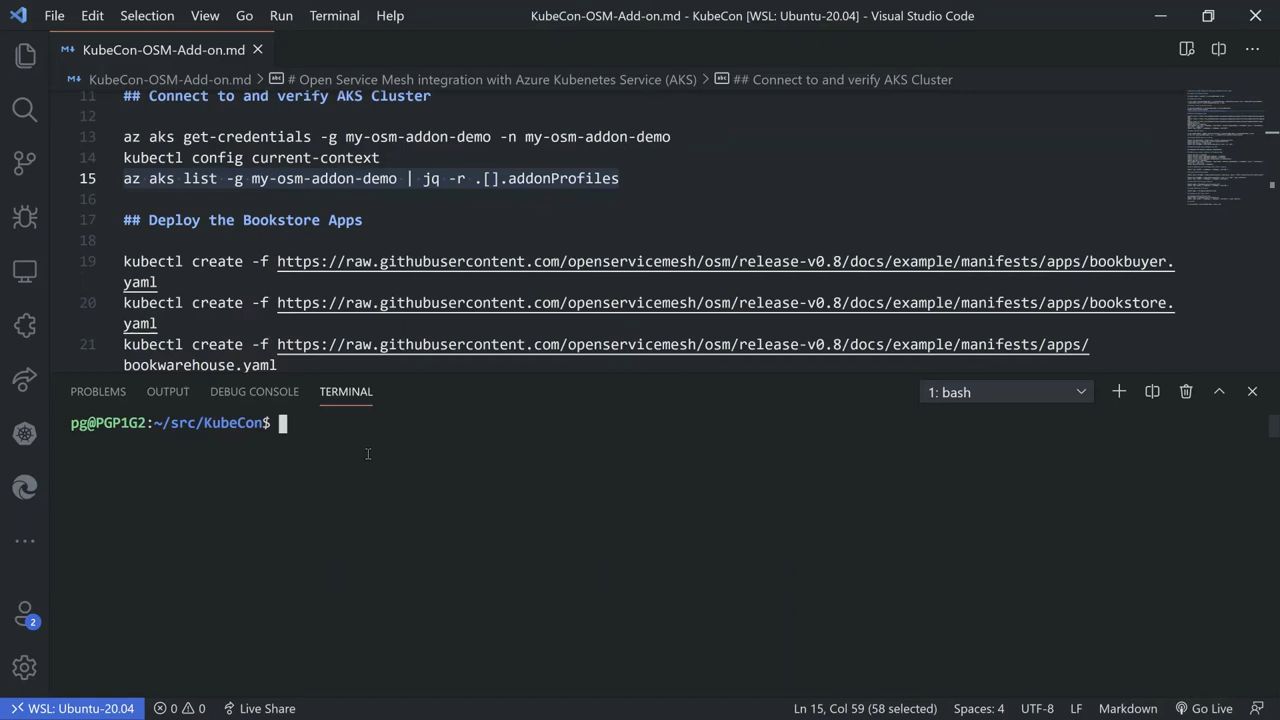 File Edit Selection View Go Run Terminal Help KubeCon-OSM-Add-on.md - KubeCon [WSL: Ubuntu-20.04] - Visual Studio Code
KubeCon-OSM-Add-on.md
KubeCon-OSM-Add-on.md > # Open Service Mesh integration with Azure Kubenetes Service (AKS) > ## Connect to and verify AKS Cluster
11 ## Connect to and verify AKS Cluster
12
13 az aks get-credentials -g my-osm-addon-demo -n my-osm-addon-demo
14 kubectl config current-context
15 az aks list -g my-osm-addon-demo | jq -r .[].addonProfiles
16
17 ## Deploy the Bookstore Apps
18
19 kubectl create -f https://raw.githubusercontent.com/openservicemesh/osm/release-v0.8/docs/example/manifests/apps/bookbuyer.
yaml
20 kubectl create -f https://raw.githubusercontent.com/openservicemesh/osm/release-v0.8/docs/example/manifests/apps/bookstore.
yaml
21 kubectl create -f https://raw.githubusercontent.com/openservicemesh/osm/release-v0.8/docs/example/manifests/apps/
bookwarehouse.yaml
PROBLEMS OUTPUT DEBUG CONSOLE TERMINAL 1: bash
pg@PGP1G2:~/src/KubeCon$
2
WSL: Ubuntu-20.04 0 0 Live Share Ln 15, Col 59 (58 selected) Spaces: 4 UTF-8 LF Markdown Go Live